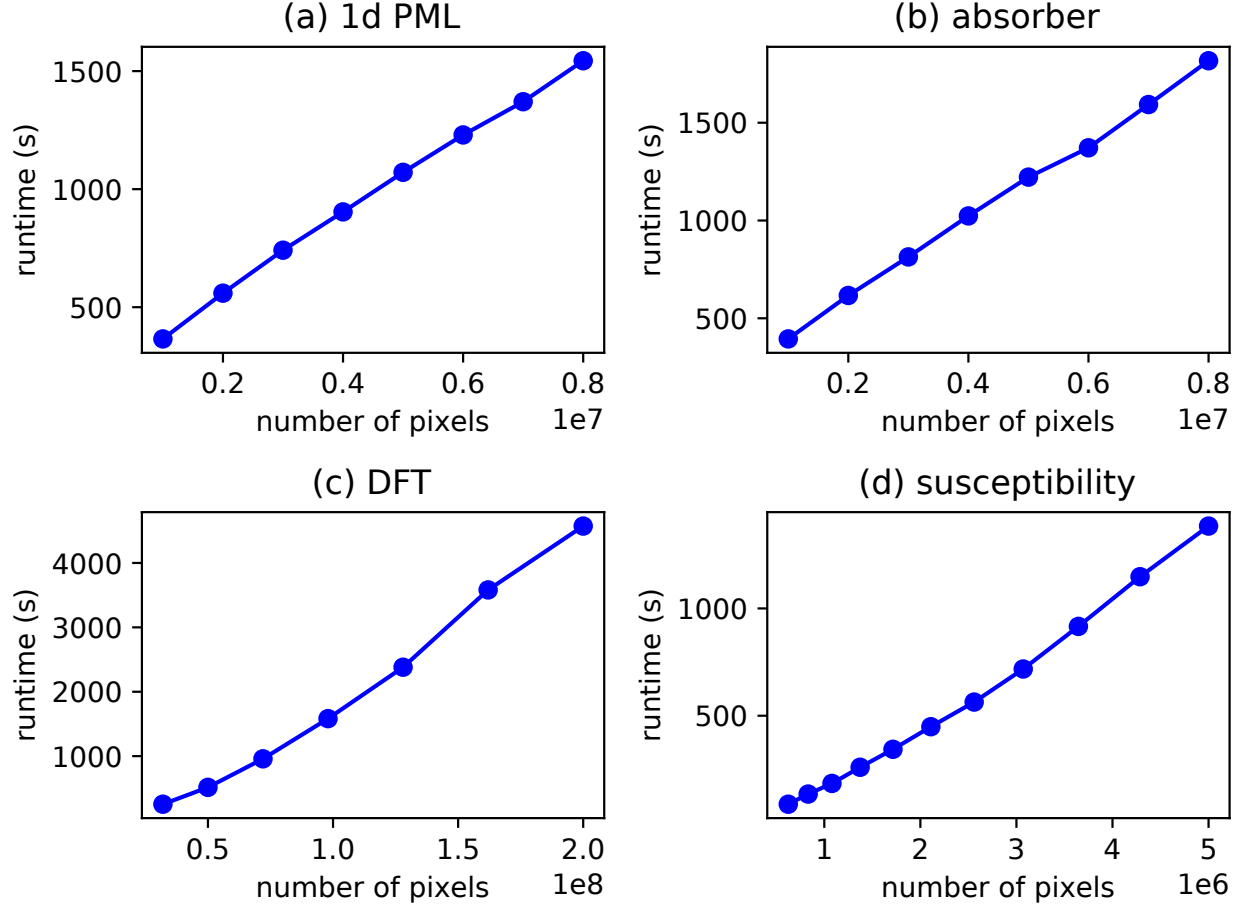 (a) 1d PML
runtime (s)
1500
1000
500
0.2 0.4 0.6 0.8
number of pixels 1e7
(b) absorber
runtime (s)
1500
1000
500
0.2 0.4 0.6 0.8
number of pixels 1e7
(c) DFT
runtime (s)
4000
3000
2000
1000
0.5 1.0 1.5 2.0
number of pixels 1e8
(d) susceptibility
runtime (s)
1000
500
1 2 3 4 5
number of pixels 1e6